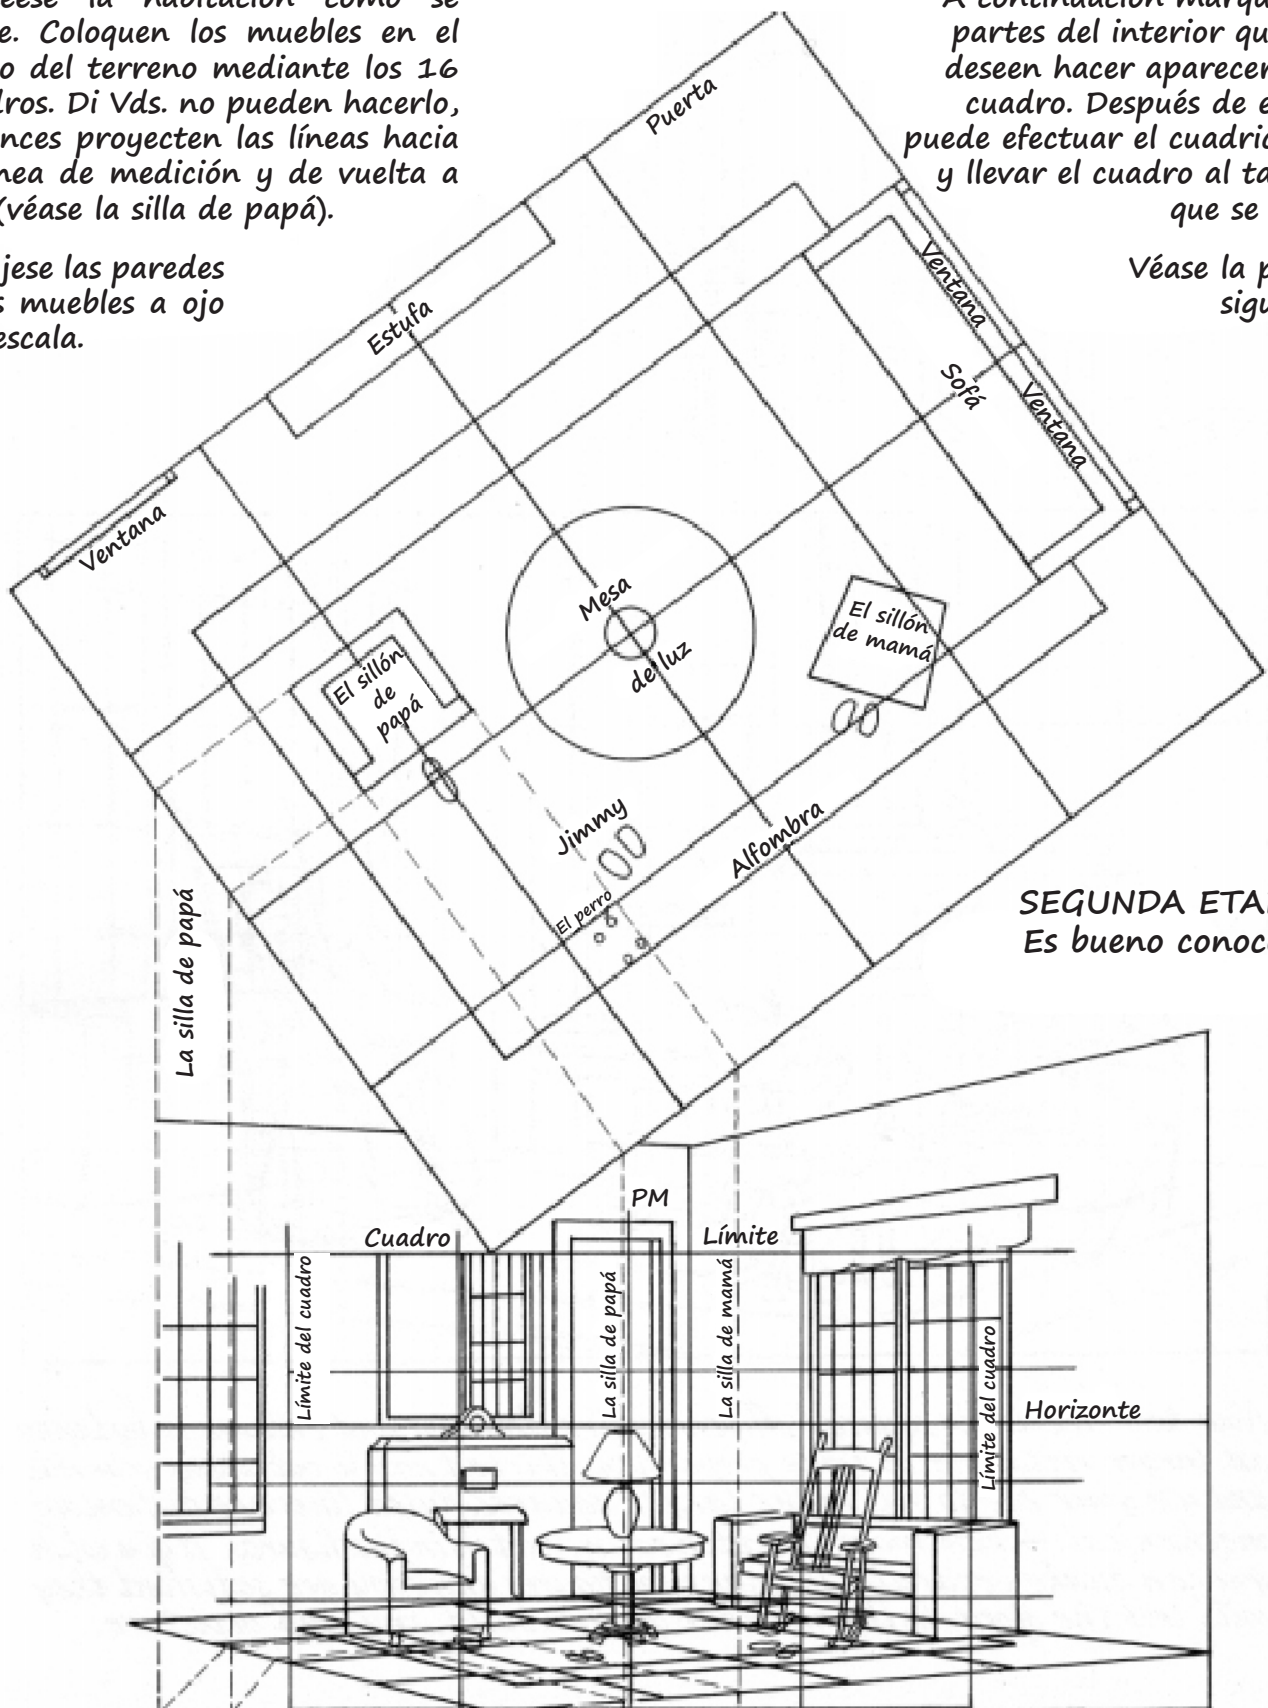 ese la habitación como se
e. Coloquen los muebles en el
o del terreno mediante los 16
dros. Di Vds. no pueden hacerlo,
nces proyecten las líneas hacia
nea de medición y de vuelta a
(véase la silla de papá).
jese las paredes
s muebles a ojo
escala.
A continuación marqu
partes del interior qu
deseen hacer aparecer
cuadro. Después de e
puede efectuar el cuadric
y llevar el cuadro al ta
que se
Véase la p
sigu
Puerta
Estufa
Ventana
Ventana
Sofá
Ventana
Mesa
de luz
El sillón
de mamá
El sillón
de
papá
Jimmy
Alfombra
El perro
La silla de papá
SEGUNDA ETA
Es bueno conoc
PM
Cuadro
Límite
Límite del cuadro
La silla de papá
La silla de mamá
Límite del cuadro
Horizonte